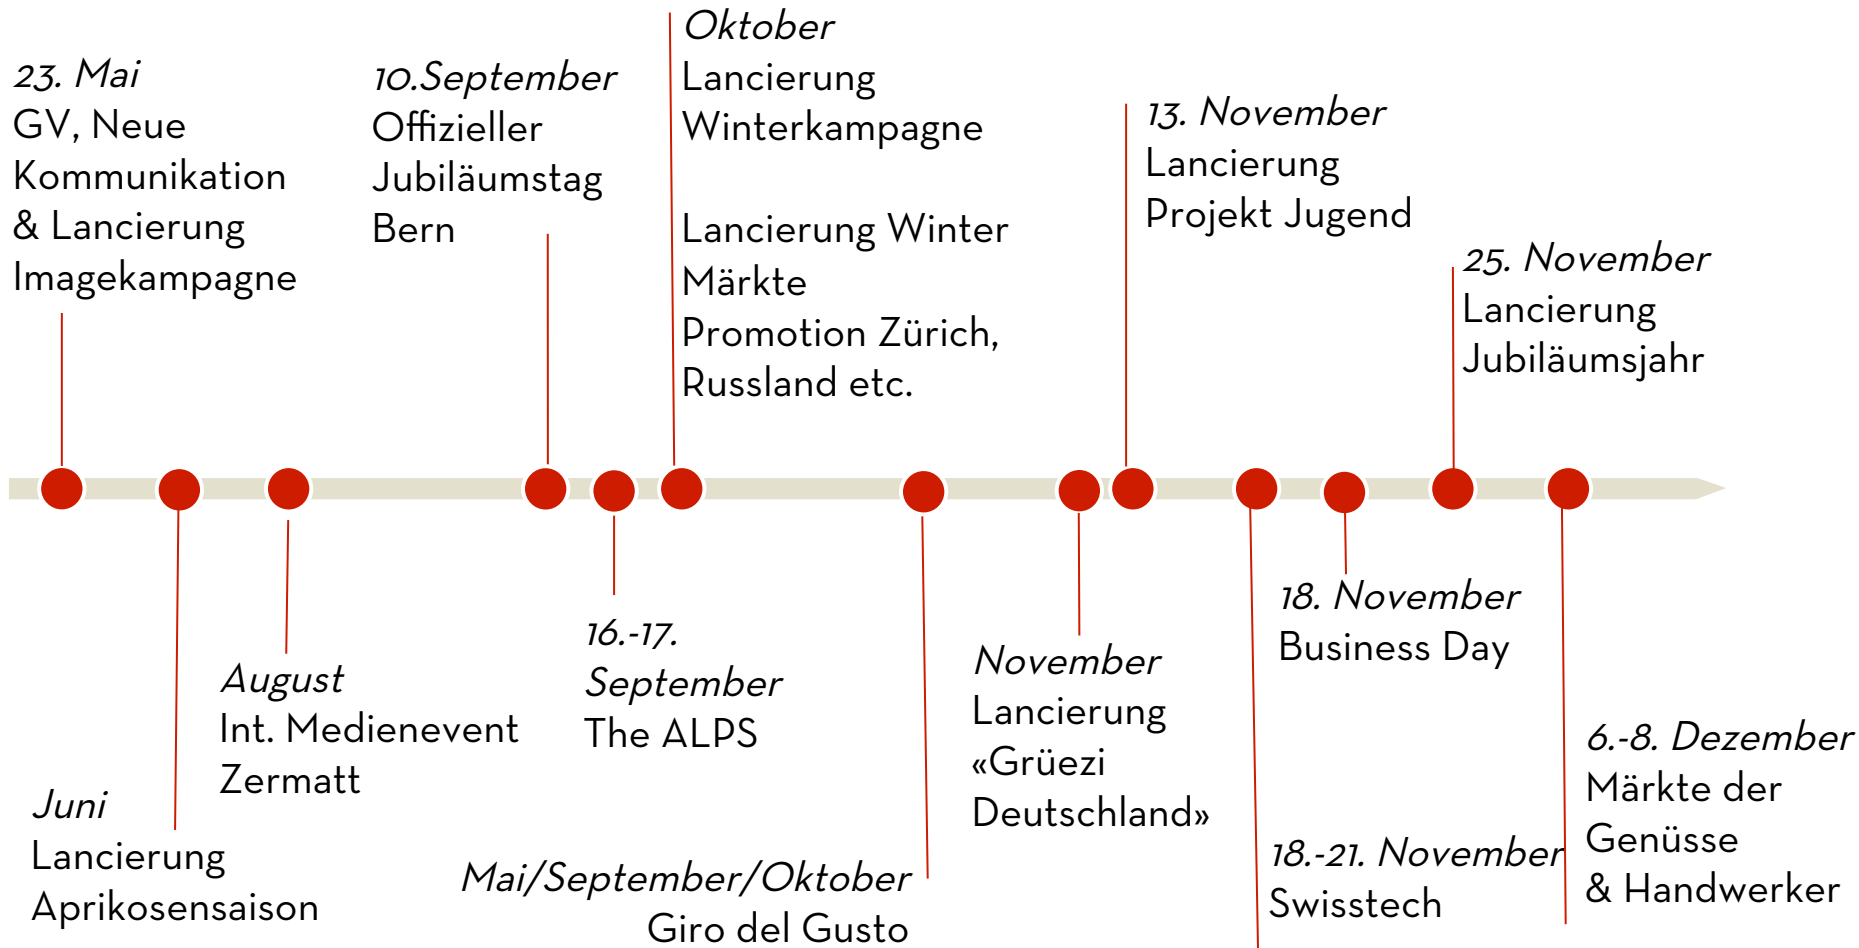 23. Mai
GV, Neue
Kommunikation
& Lancierung
Imagekampagne
Juni
Lancierung
Aprikosensaison
August
Int. Medienevent
Zermatt
10.September
Offizieller
Jubiläumstag
Bern
16.-17.
September
The ALPS
Oktober
Lancierung
Winterkampagne
Lancierung Winter
Märkte
Promotion Zürich,
Russland etc.
Mai/September/Oktober
Giro del Gusto
November
Lancierung
«Grüezi
Deutschland»
13. November
Lancierung
Projekt Jugend
18.-21. November
Swisstech
18. November
Business Day
25. November
Lancierung
Jubiläumsjahr
6.-8. Dezember
Märkte der
Genüsse
& Handwerker